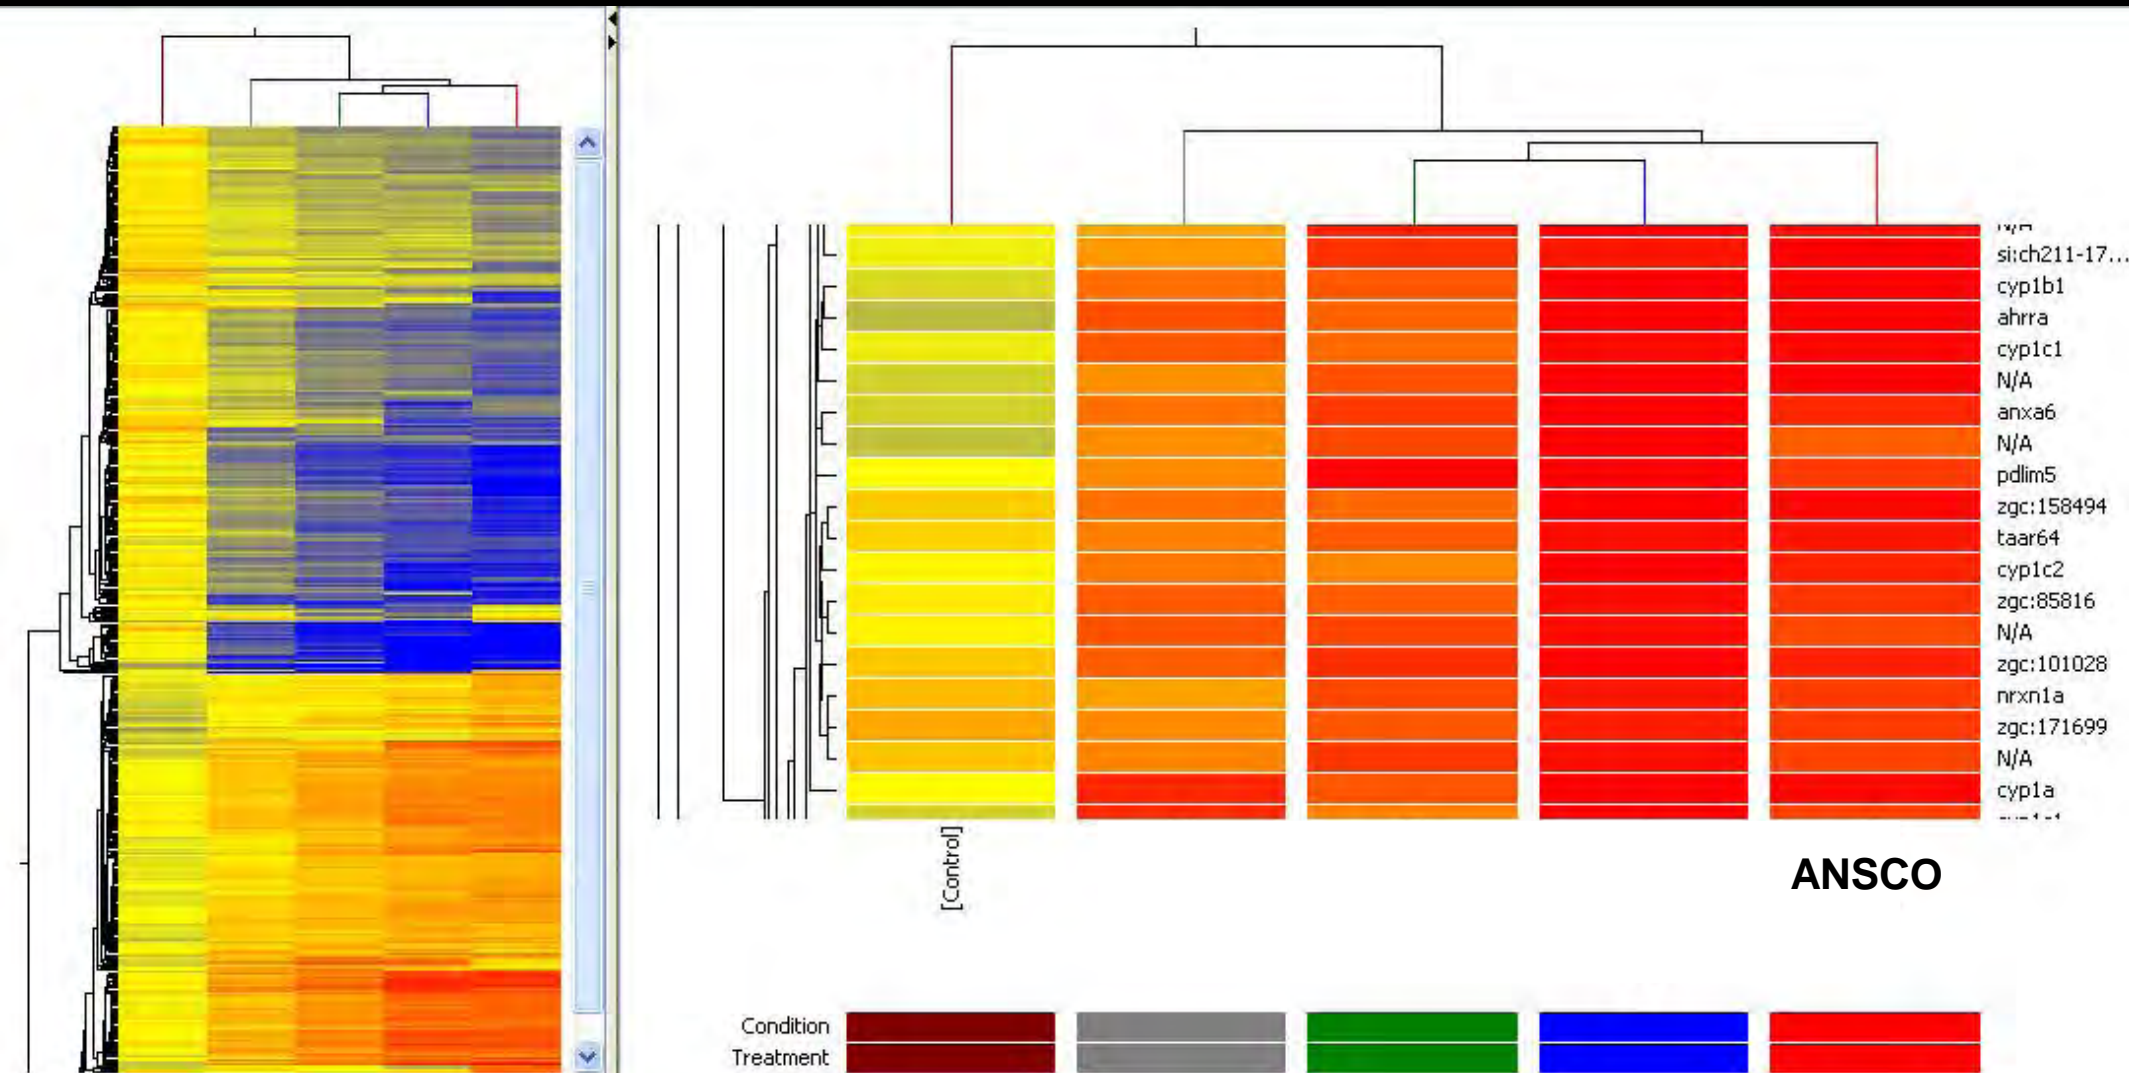 si:ch211-17...
cyp1b1
ahrra
cyp1c1
N/A
anxa6
N/A
pdlim5
zgc:158494
taar64
cyp1c2
zgc:85816
N/A
zgc:101028
nrxn1a
zgc:171699
N/A
cyp1a
[Control]
ANSCO
Condition
Treatment